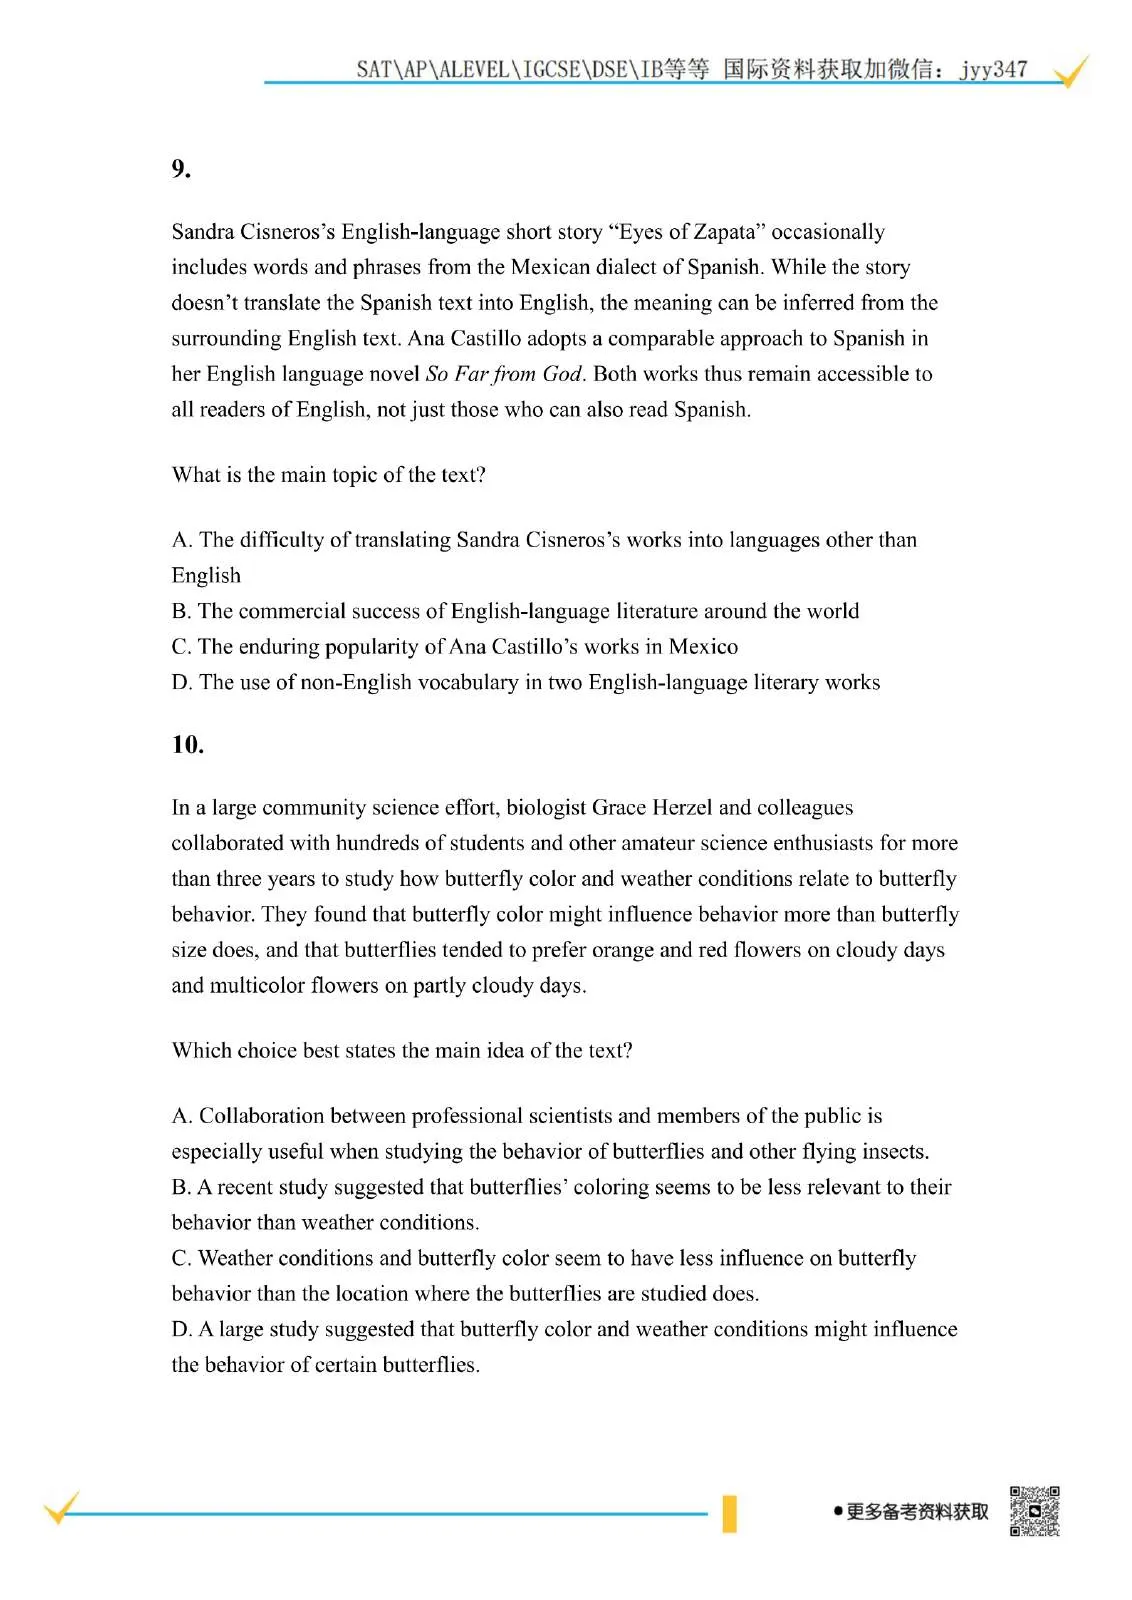 SAT\AP\ALEVEL\IGCSE\DSE\IB等等 国际资料获取加微信：jyy347
9.
Sandra Cisneros’s English-language short story “Eyes of Zapata” occasionally
includes words and phrases from the Mexican dialect of Spanish. While the story
doesn’t translate the Spanish text into English, the meaning can be inferred from the
surrounding English text. Ana Castillo adopts a comparable approach to Spanish in
her English language novel So Far from God. Both works thus remain accessible to
all readers of English, not just those who can also read Spanish.
What is the main topic of the text?
A. The difficulty of translating Sandra Cisneros’s works into languages other than
English
B. The commercial success of English-language literature around the world
C. The enduring popularity of Ana Castillo’s works in Mexico
D. The use of non-English vocabulary in two English-language literary works
10.
In a large community science effort, biologist Grace Herzel and colleagues
collaborated with hundreds of students and other amateur science enthusiasts for more
than three years to study how butterfly color and weather conditions relate to butterfly
behavior. They found that butterfly color might influence behavior more than butterfly
size does, and that butterflies tended to prefer orange and red flowers on cloudy days
and multicolor flowers on partly cloudy days.
Which choice best states the main idea of the text?
A. Collaboration between professional scientists and members of the public is
especially useful when studying the behavior of butterflies and other flying insects.
B. A recent study suggested that butterflies’ coloring seems to be less relevant to their
behavior than weather conditions.
C. Weather conditions and butterfly color seem to have less influence on butterfly
behavior than the location where the butterflies are studied does.
D. A large study suggested that butterfly color and weather conditions might influence
the behavior of certain butterflies.
•更多备考资料获取